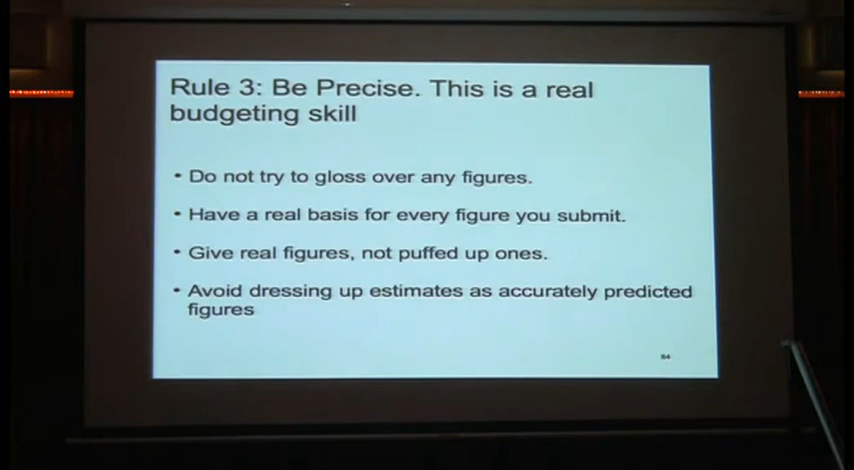 Rule 3: Be Precise. This is a real
budgeting skill
• Do not try to gloss over any figures.
• Have a real basis for every figure you submit.
• Give real figures, not puffed up ones.
• Avoid dressing up estimates as accurately predicted
figures
84